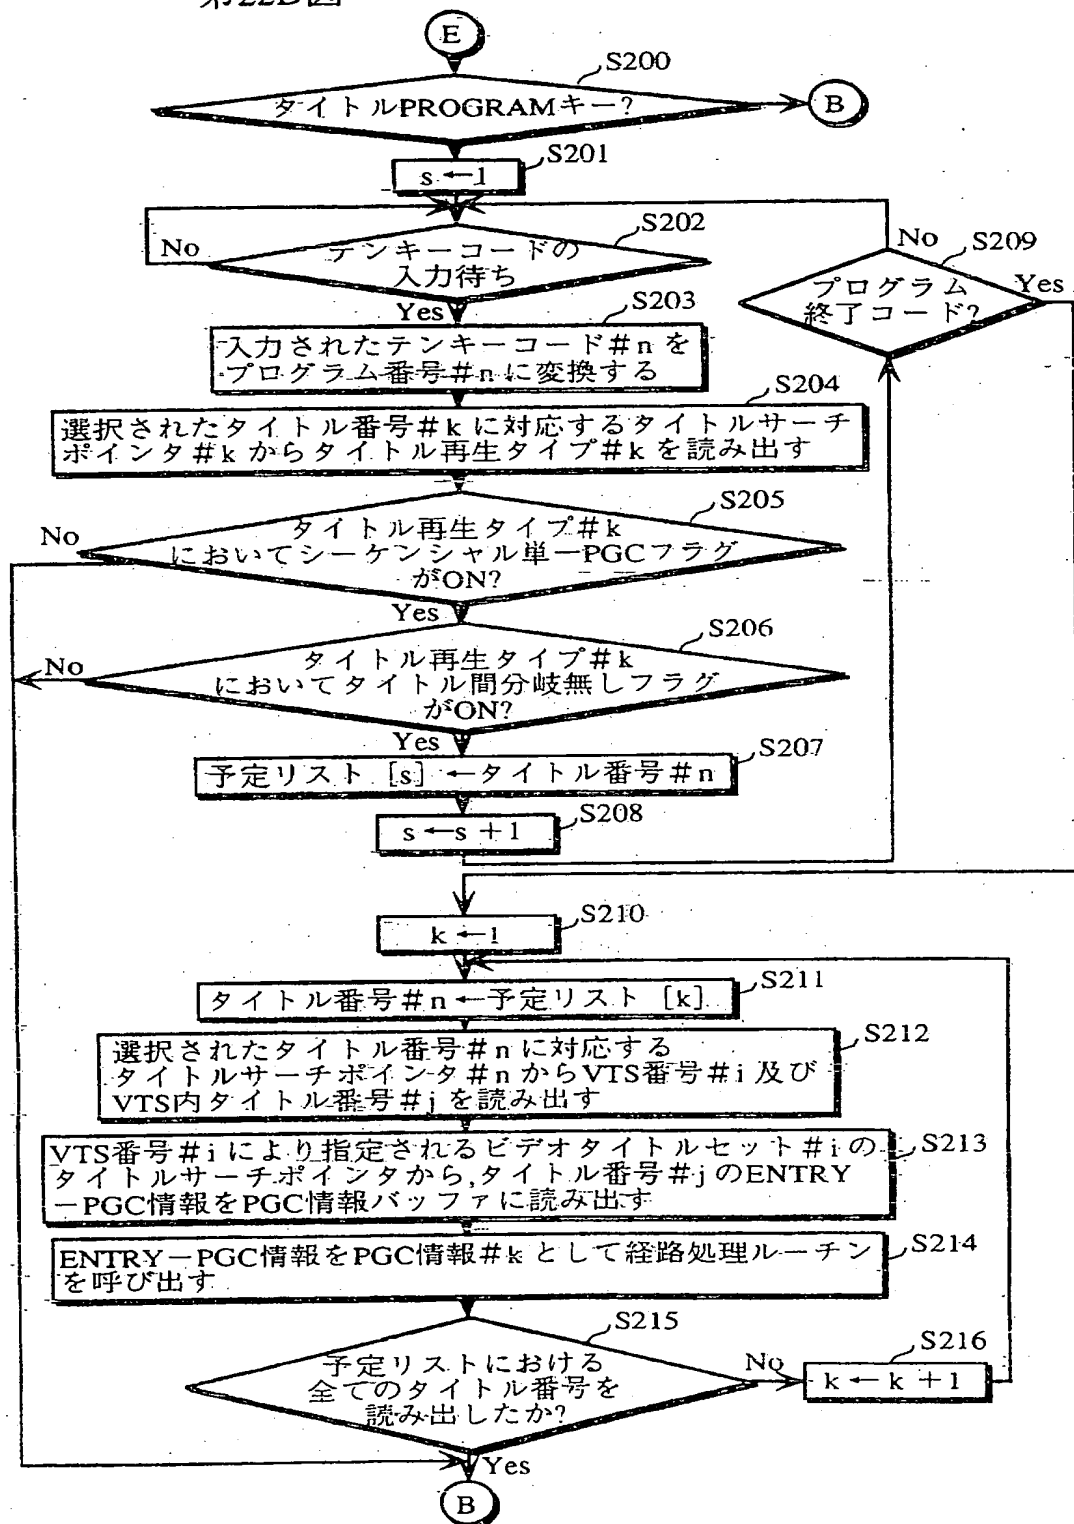 第22D図
E
S200
タイトルPROGRAMキー?
B
S201
s←1
S202
No
テンキーコードの
入力待ち
Yes
S209
No
プログラム
終了コード?
Yes
S203
入力されたテンキーコード#nを
プログラム番号#nに変換する
S204
選択されたタイトル番号#kに対応するタイトルサーチ
ポインタ#kからタイトル再生タイプ#kを読み出す
S205
No
タイトル再生タイプ#k
においてシーケンシャル単一PGCフラグ
がON?
Yes
S206
No
タイトル再生タイプ#k
においてタイトル間分岐無しフラグ
がON?
Yes
S207
予定リスト [s] ←タイトル番号#n
S208
s←s+1
S210
k←1
S211
タイトル番号#n←予定リスト [k]
S212
選択されたタイトル番号#nに対応する
タイトルサーチポインタ#nからVTS番号#i及び
VTS内タイトル番号#jを読み出す
S213
VTS番号#iにより指定されるビデオタイトルセット#iの
タイトルサーチポインタから,タイトル番号#jのENTRY
－PGC情報をPGC情報バッファに読み出す
S214
ENTRY－PGC情報をPGC情報#kとして経路処理ルーチン
を呼び出す
S215
予定リストにおける
全てのタイトル番号を
読み出したか?
No
S216
k←k+1
Yes
B